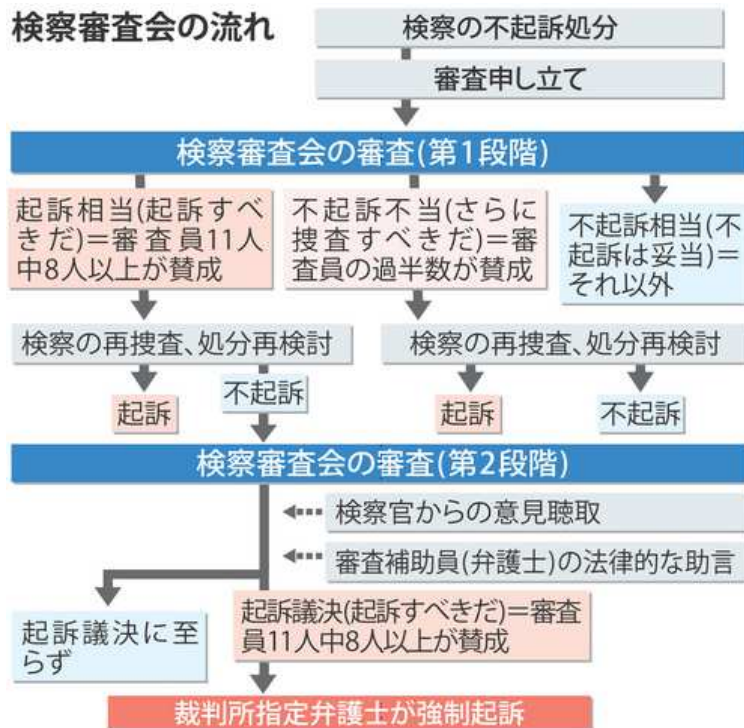 検察審査会の流れ
検察の不起訴処分
審査申し立て
検察審査会の審査(第1段階)
起訴相当(起訴すべ
きだ)＝審査員11人
中8人以上が賛成
不起訴不当(さらに
捜査すべきだ)＝審
査員の過半数が賛成
不起訴相当(不
起訴は妥当)＝
それ以外
検察の再捜査、処分再検討
検察の再捜査、処分再検討
起訴
不起訴
起訴
不起訴
検察審査会の審査(第2段階)
検察官からの意見聴取
審査補助員(弁護士)の法律的な助言
起訴議決に至
らず
起訴議決(起訴すべきだ)＝審査
員11人中8人以上が賛成
裁判所指定弁護士が強制起訴